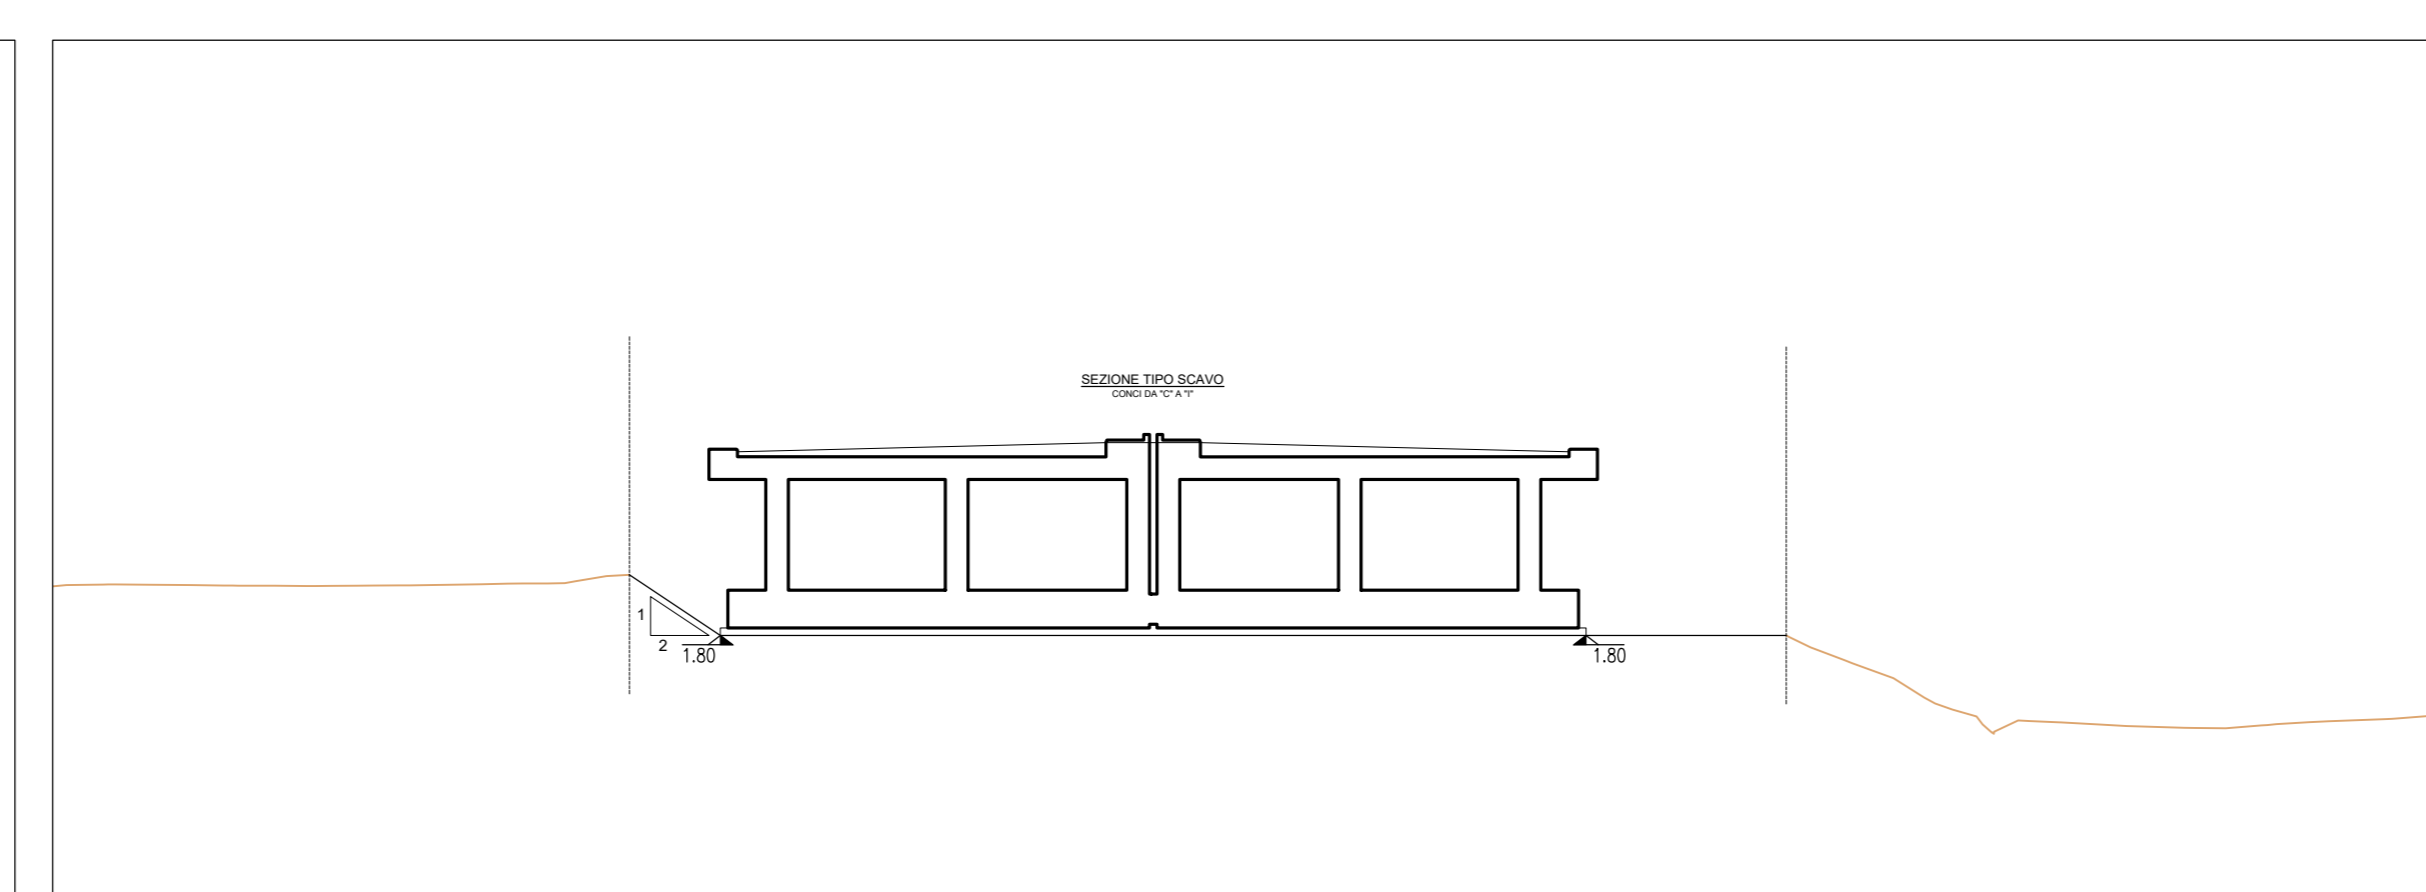 SEZIONE TIPO SCAVO
CONCI DA "C" A "I"
1
2
1.80
1.80